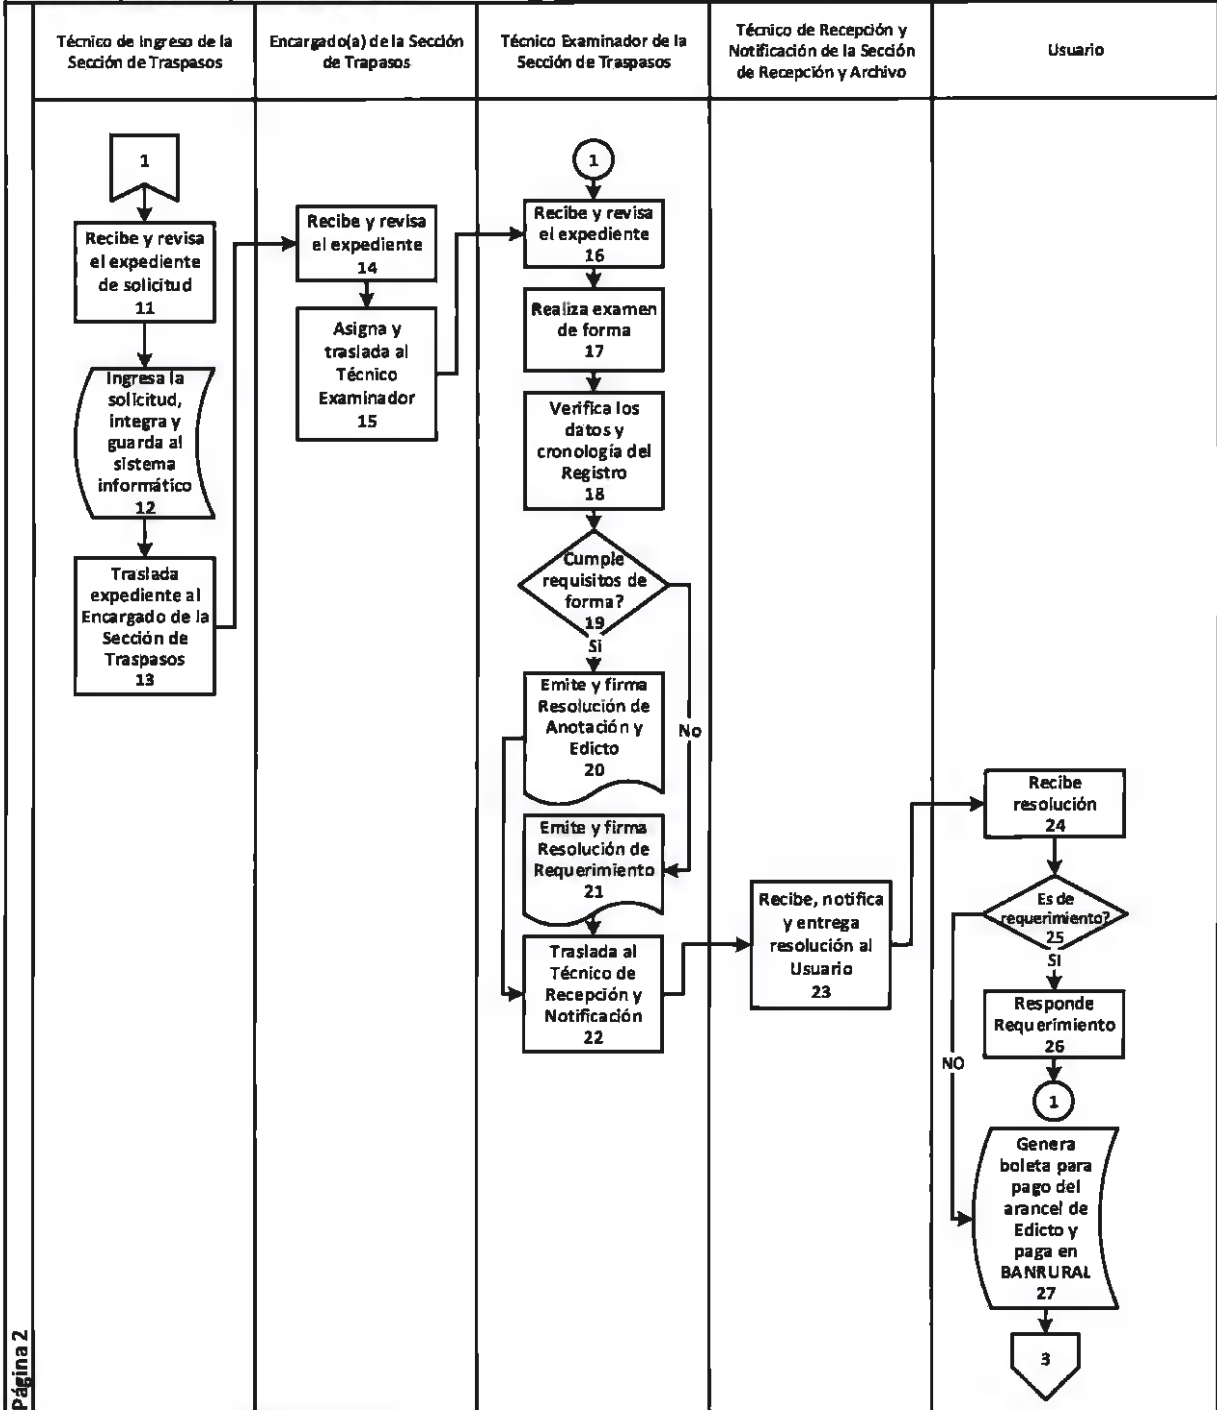 Técnico de Ingreso de la
Sección de Traspasos
Encargado(a) de la Sección
de Trapasos
Técnico Examinador de la
Sección de Traspasos
Técnico de Recepción y
Notificación de la Sección
de Recepción y Archivo
Usuario
1
Recibe y revisa
el expediente
de solicitud
11
Ingresa la
solicitud,
integra y
guarda al
sistema
informático
12
Traslada
expediente al
Encargado de la
Sección de
Traspasos
13
Recibe y revisa
el expediente
14
Asigna y
traslada al
Técnico
Examinador
15
1
Recibe y revisa
el expediente
16
Realiza examen
de forma
17
Verifica los
datos y
cronología del
Registro
18
Cumple
requisitos de
forma?
19
Si
No
Emite y firma
Resolución de
Anotación y
Edicto
20
Emite y firma
Resolución de
Requerimiento
21
Traslada al
Técnico de
Recepción y
Notificación
22
Recibe, notifica
y entrega
resolución al
Usuario
23
Recibe
resolución
24
Es de
requerimiento?
25
SI
NO
Responde
Requerimiento
26
1
Genera
boleta para
pago del
arancel de
Edicto y
paga en
BANRURAL
27
3
Página 2